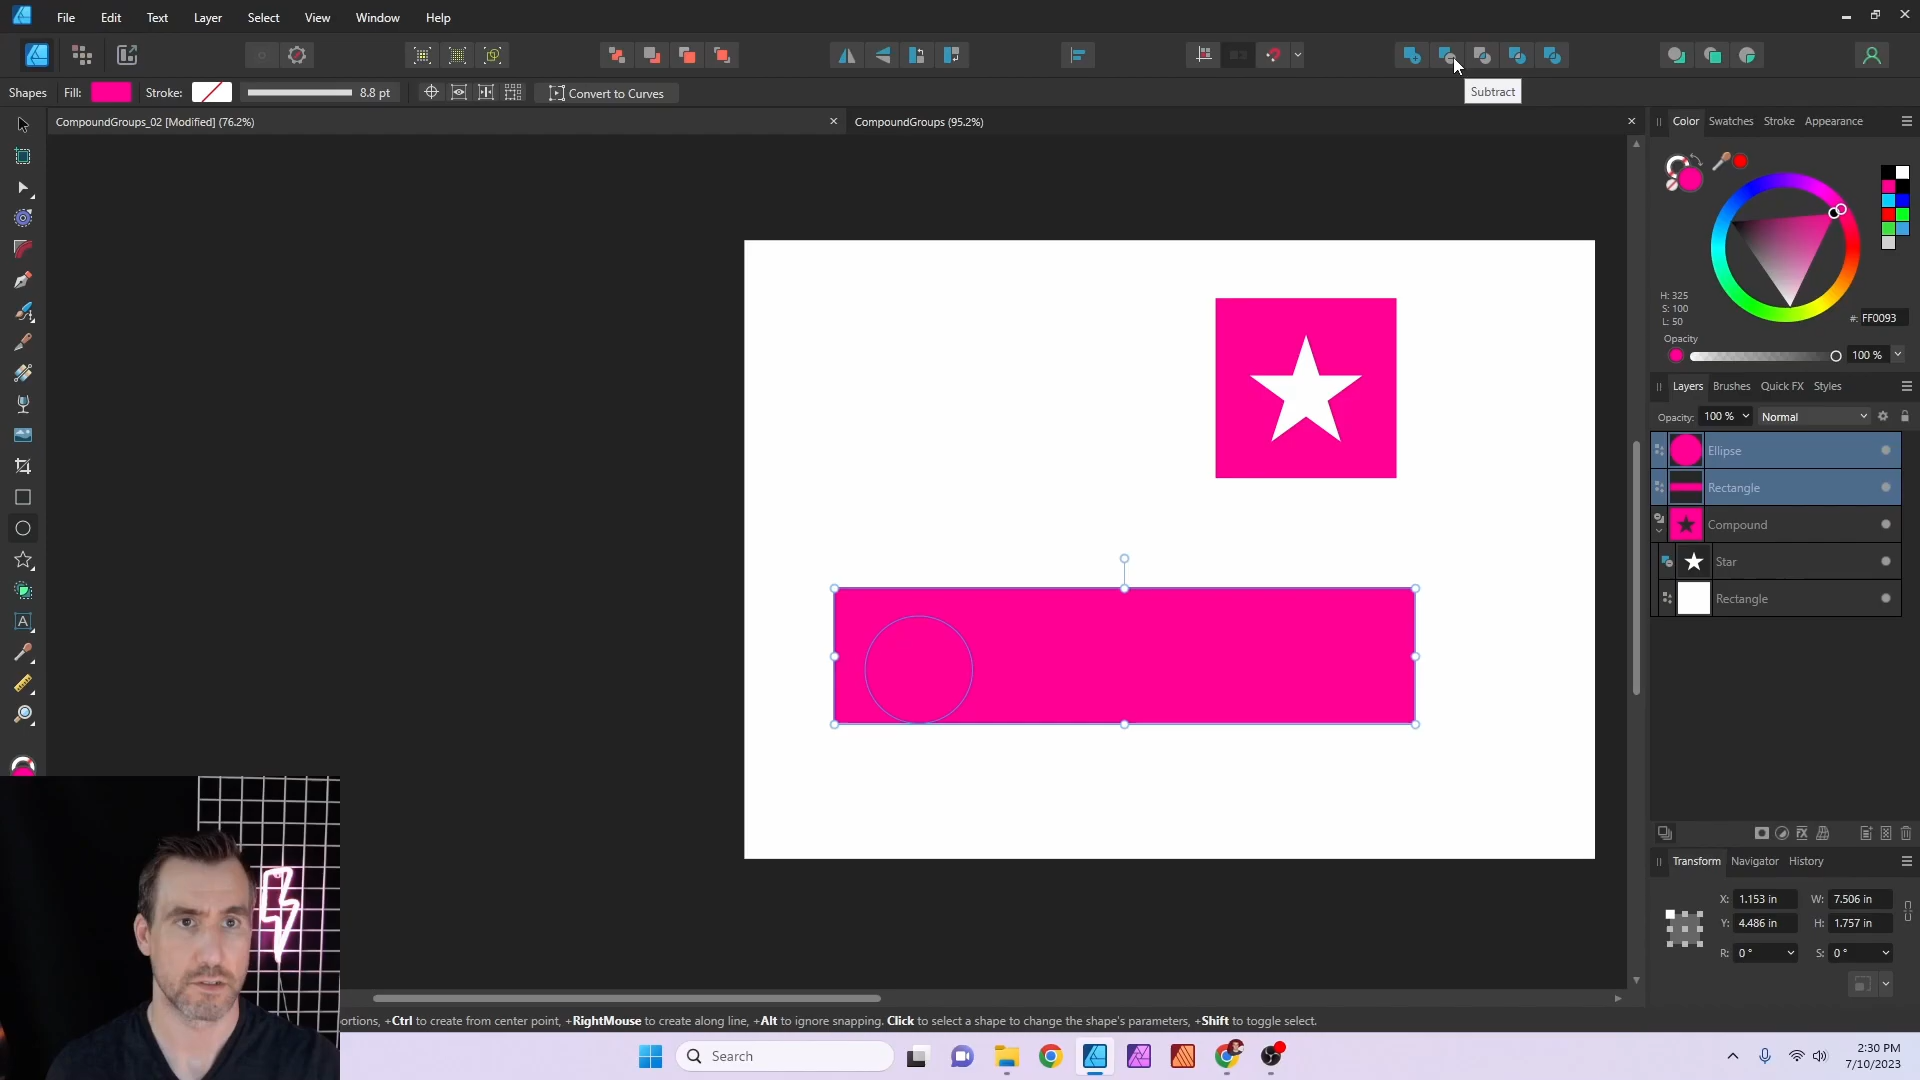 File Edit Text Layer Select View Window Help
Shapes Fill: Stroke: 8.8 pt Convert to Curves
Subtract
CompoundGroups_02 [Modified] (76.2%) CompoundGroups (95.2%)
Color Swatches Stroke Appearance
H: 325
S: 100
L: 50
#: FF0093
Opacity
100 %
Layers Brushes Quick FX Styles
Opacity: 100 % Normal
Ellipse
Rectangle
Compound
Star
Rectangle
Transform Navigator History
X: 1.153 in W: 7.506 in
Y: 4.486 in H: 1.757 in
R: 0 ° S: 0 °
ortions, +Ctrl to create from center point, +RightMouse to create along line, +Alt to ignore snapping. Click to select a shape to change the shape's parameters, +Shift to toggle select.
Search
2:30 PM
7/10/2023